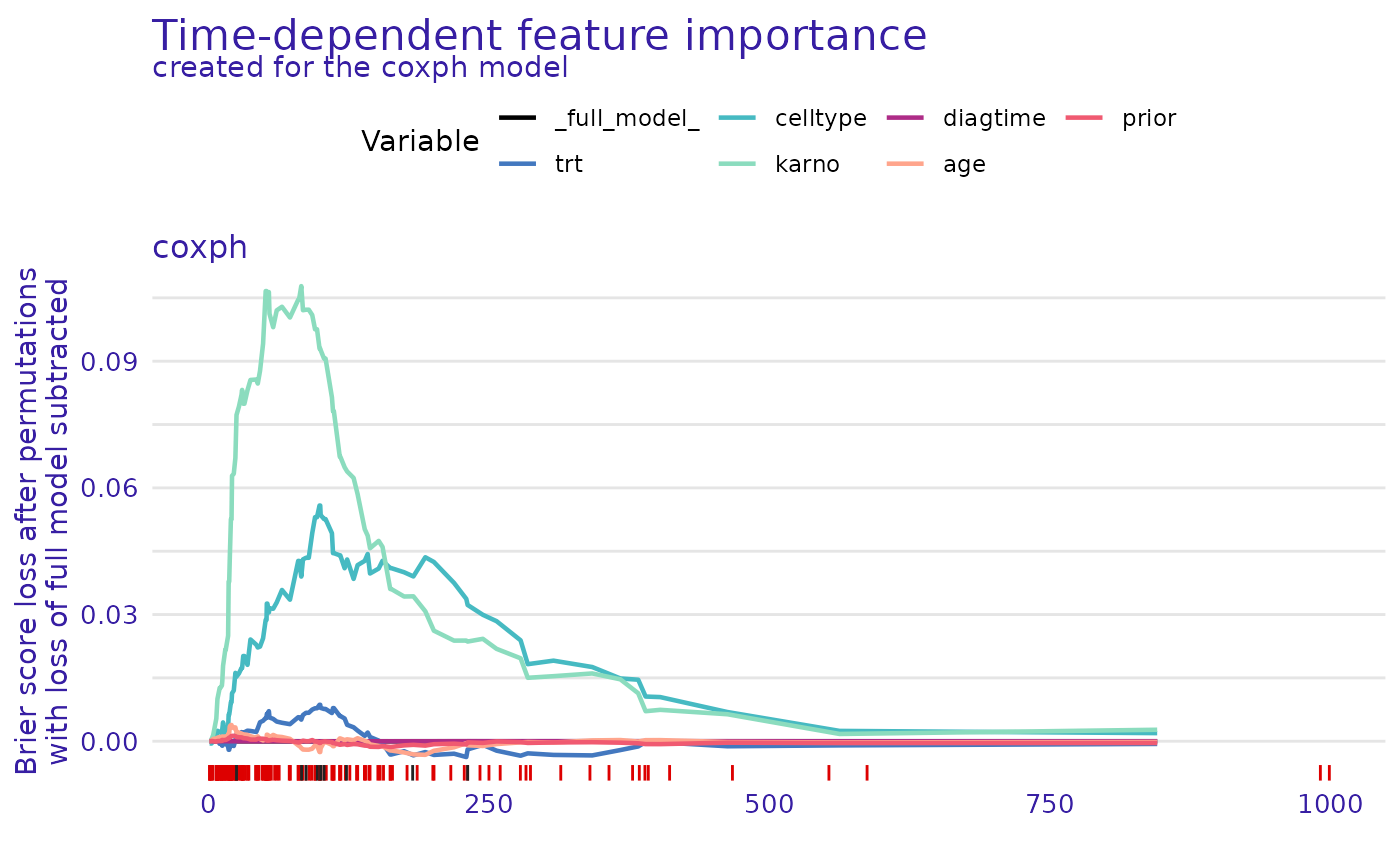 Time-dependent feature importance
created for the coxph model
Variable
_full_model_ celltype diagtime prior
trt karno age
coxph
Brier score loss after permutations
with loss of full model subtracted
0.09
0.06
0.03
0.00
0 250 500 750 1000